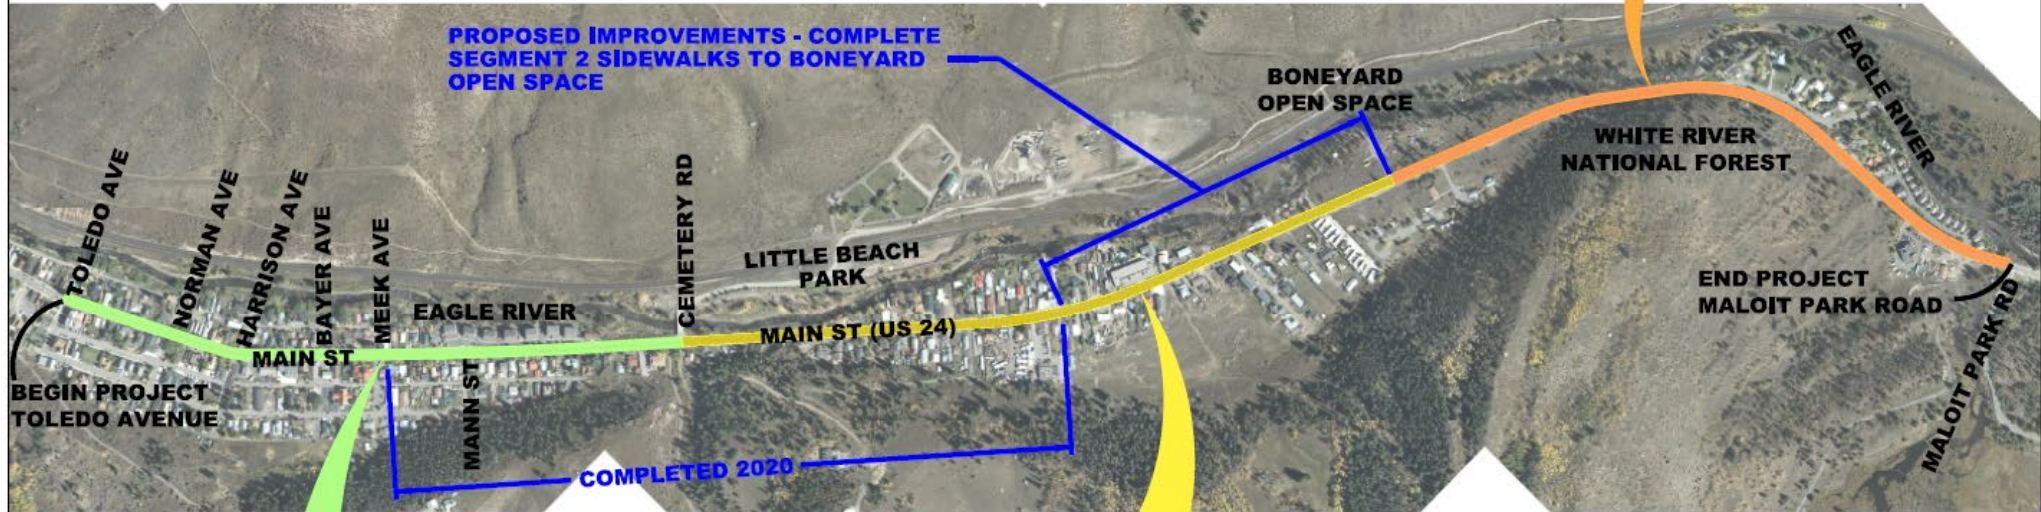 PROPOSED IMPROVEMENTS - COMPLETE
SEGMENT 2 SIDEWALKS TO BONEYARD
OPEN SPACE
BONEYARD
OPEN SPACE
EAGLE RIVER
WHITE RIVER
NATIONAL FOREST
TOLEDO AVE
NORMAN AVE
HARRISON AVE
BAYER AVE
MEEK AVE
CEMETERY RD
LITTLE BEACH
PARK
EAGLE RIVER
MAIN ST
MAIN ST (US 24)
END PROJECT
MALOIT PARK ROAD
MALOIT PARK RD
BEGIN PROJECT
TOLEDO AVENUE
MANN ST
COMPLETED 2020